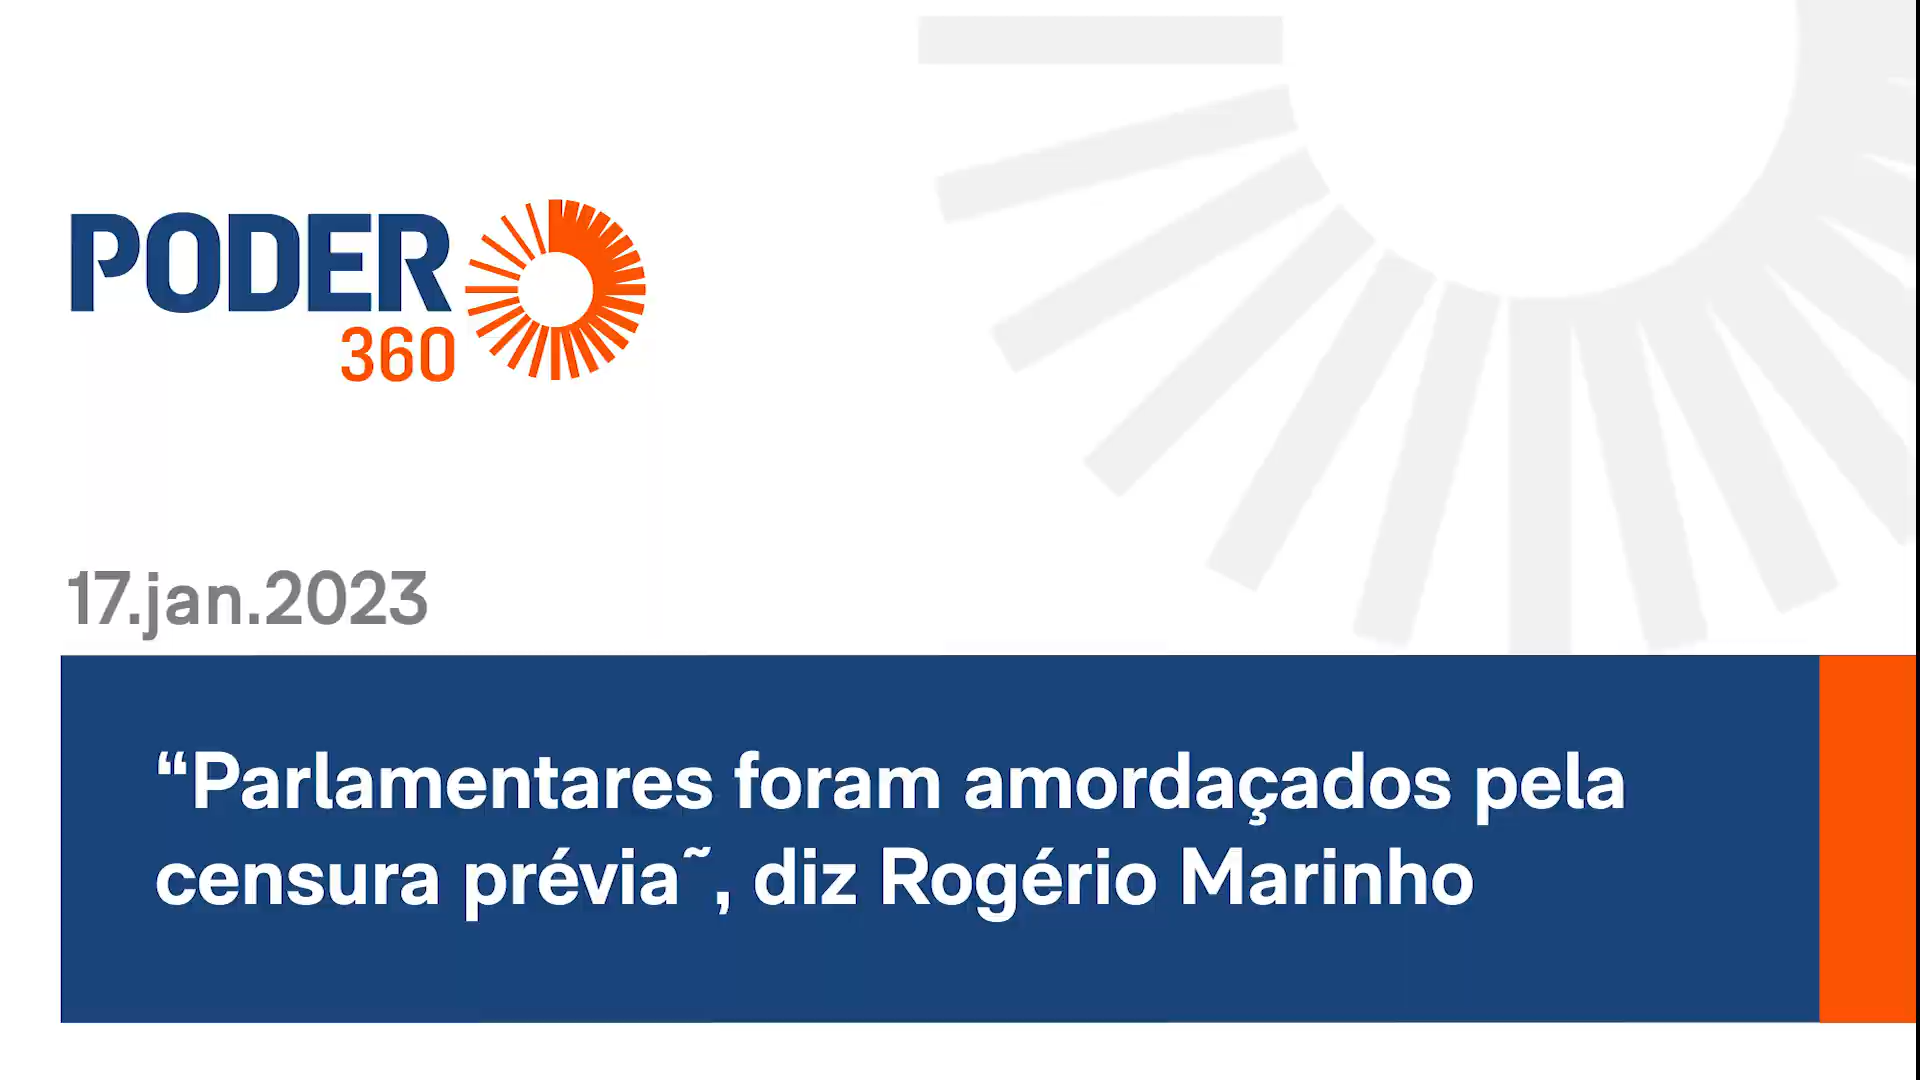 PODER
360
17.jan.2023
“Parlamentares foram amordaçados pela
censura prévia˜, diz Rogério Marinho